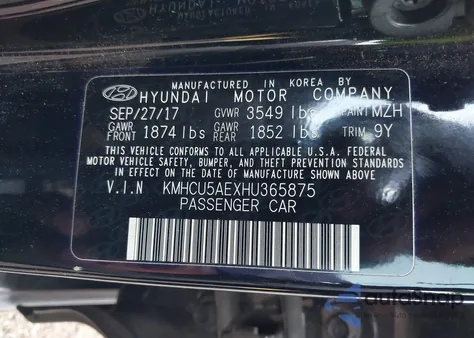 MANUFACTURED IN KOREA BY
HYUNDAI MOTOR COMPANY
SEP/27/17 GVWR 3549 lbs PAINT MZH
GAWR 1874 lbs GAWR 1852 lbs TRIM 9Y
THIS VEHICLE CONFORMS TO ALL APPLICABLE U.S.A. FEDERAL
MOTOR VEHICLE SAFETY, BUMPER, AND THEFT PREVENTION STANDARDS
IN EFFECT ON THE DATE OF MANUFACTURE SHOWN ABOVE.
V.I.N KMHCU5AEXHU365875
PASSENGER CAR
AutoSnap